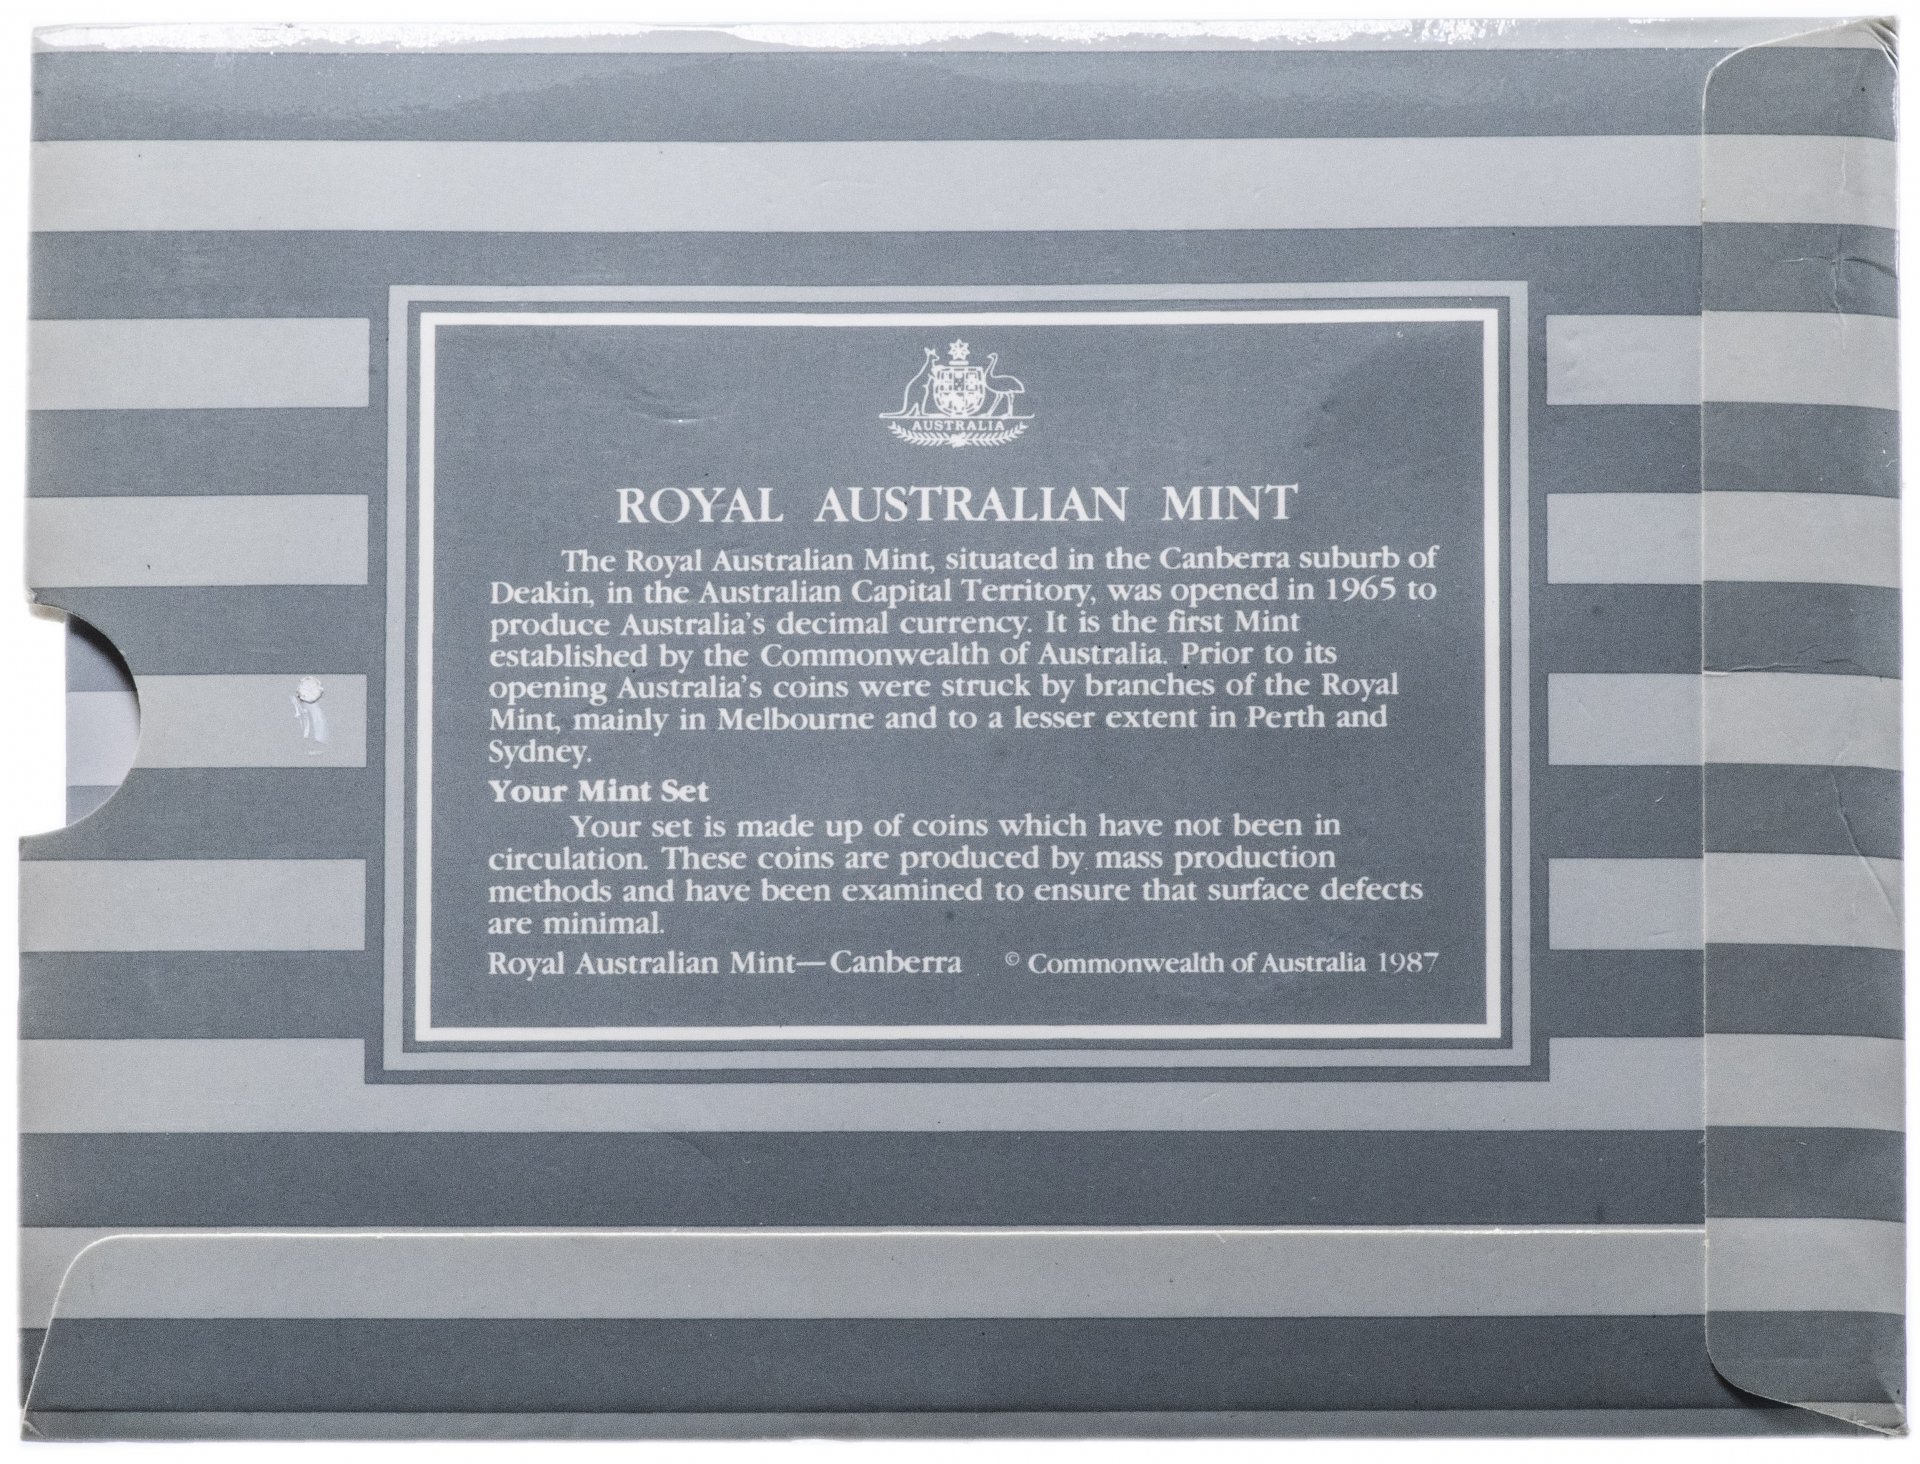 AUSTRALIA
ROYAL AUSTRALIAN MINT
The Royal Australian Mint, situated in the Canberra suburb of
Deakin, in the Australian Capital Territory, was opened in 1965 to
produce Australia's decimal currency. It is the first Mint
established by the Commonwealth of Australia. Prior to its
opening Australia's coins were struck by branches of the Royal
Mint, mainly in Melbourne and to a lesser extent in Perth and
Sydney.
Your Mint Set
Your set is made up of coins which have not been in
circulation. These coins are produced by mass production
methods and have been examined to ensure that surface defects
are minimal.
Royal Australian Mint—Canberra © Commonwealth of Australia 1987